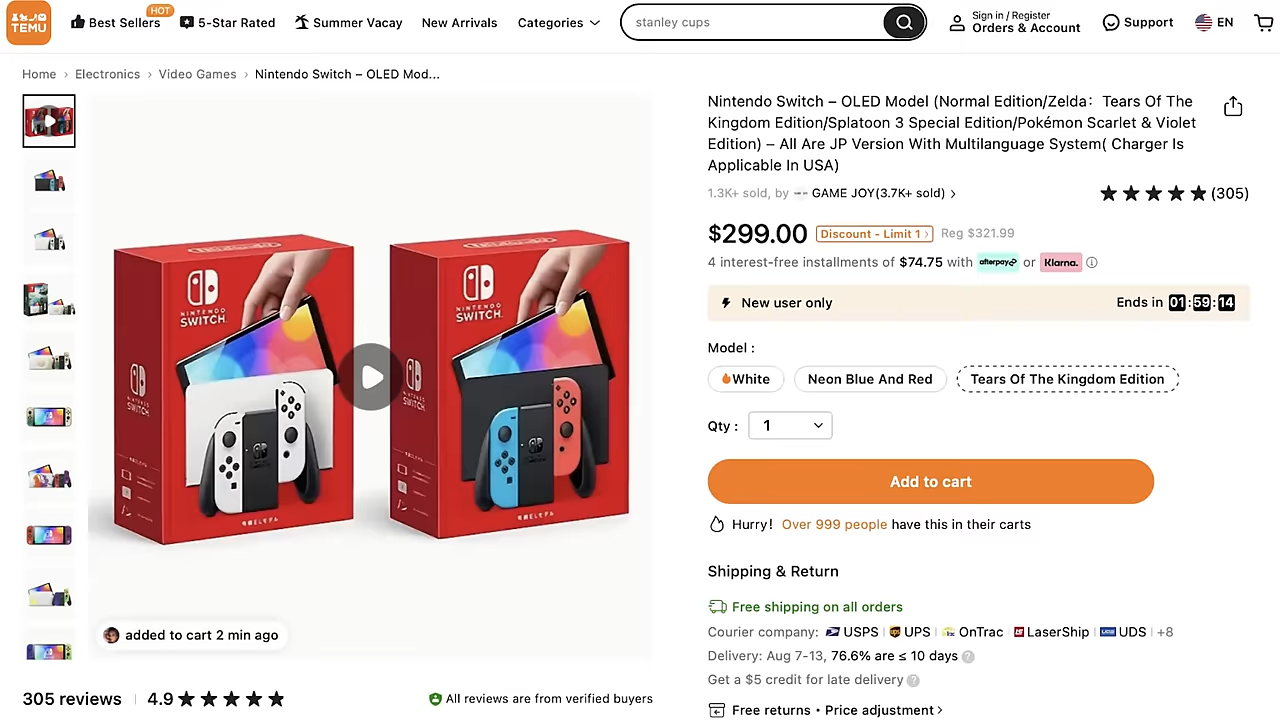 TEMU
Best Sellers
HOT
5-Star Rated
Summer Vacay
New Arrivals
Categories
stanley cups
Sign in / Register
Orders & Account
Support
EN
Home › Electronics › Video Games › Nintendo Switch – OLED Mod...
Nintendo Switch – OLED Model (Normal Edition/Zelda： Tears Of The
Kingdom Edition/Splatoon 3 Special Edition/Pokémon Scarlet & Violet
Edition) – All Are JP Version With Multilanguage System( Charger Is
Applicable In USA)
1.3K+ sold, by GAME JOY(3.7K+ sold) ›
(305)
$299.00 Discount - Limit 1 › Reg $321.99
4 interest-free installments of $74.75 with afterpay or Klarna.
New user only
Ends in 01:59:14
Model :
White
Neon Blue And Red
Tears Of The Kingdom Edition
Qty : 1
Add to cart
Hurry! Over 999 people have this in their carts
Shipping & Return
Free shipping on all orders
Courier company: USPS | UPS | OnTrac | LaserShip | UDS | +8
Delivery: Aug 7-13, 76.6% are ≤ 10 days
Get a $5 credit for late delivery
Free returns • Price adjustment ›
NINTENDO
SWITCH
NINTENDO
SWITCH
NINTENDO
SWITCH
NINTENDO
SWITCH
added to cart 2 min ago
305 reviews | 4.9
All reviews are from verified buyers